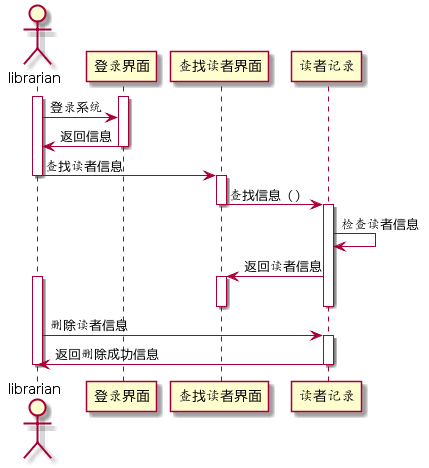 librarian
登录界面
查找读者界面
读者记录
登录系统
返回信息
查找读者信息
查找信息（）
检查读者信息
返回读者信息
删除读者信息
返回删除成功信息
librarian
登录界面
查找读者界面
读者记录